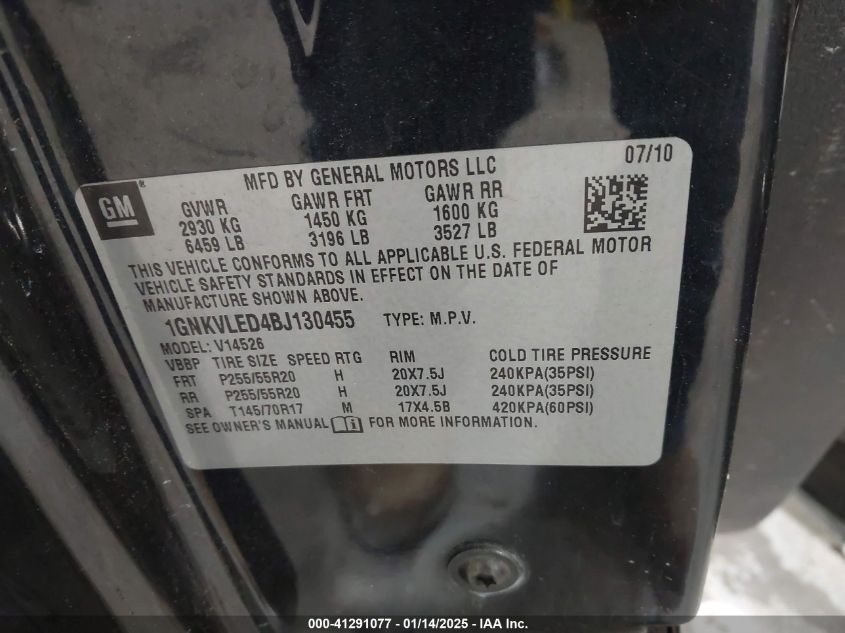 07/10
MFD BY GENERAL MOTORS LLC
GM®
GVWR GAWR FRT GAWR RR
2930 KG 1450 KG 1600 KG
6459 LB 3196 LB 3527 LB
THIS VEHICLE CONFORMS TO ALL APPLICABLE U.S. FEDERAL MOTOR
VEHICLE SAFETY STANDARDS IN EFFECT ON THE DATE OF
MANUFACTURE SHOWN ABOVE.
1GNKVLED4BJ130455 TYPE: M.P.V.
MODEL: V14526
VBBP TIRE SIZE SPEED RTG RIM COLD TIRE PRESSURE
FRT P255/55R20 H 20X7.5J 240KPA(35PSI)
RR P255/55R20 H 20X7.5J 240KPA(35PSI)
SPA T145/70R17 M 17X4.5B 420KPA(60PSI)
SEE OWNER'S MANUAL FOR MORE INFORMATION.
000-41291077 - 01/14/2025 - © IAA Inc.